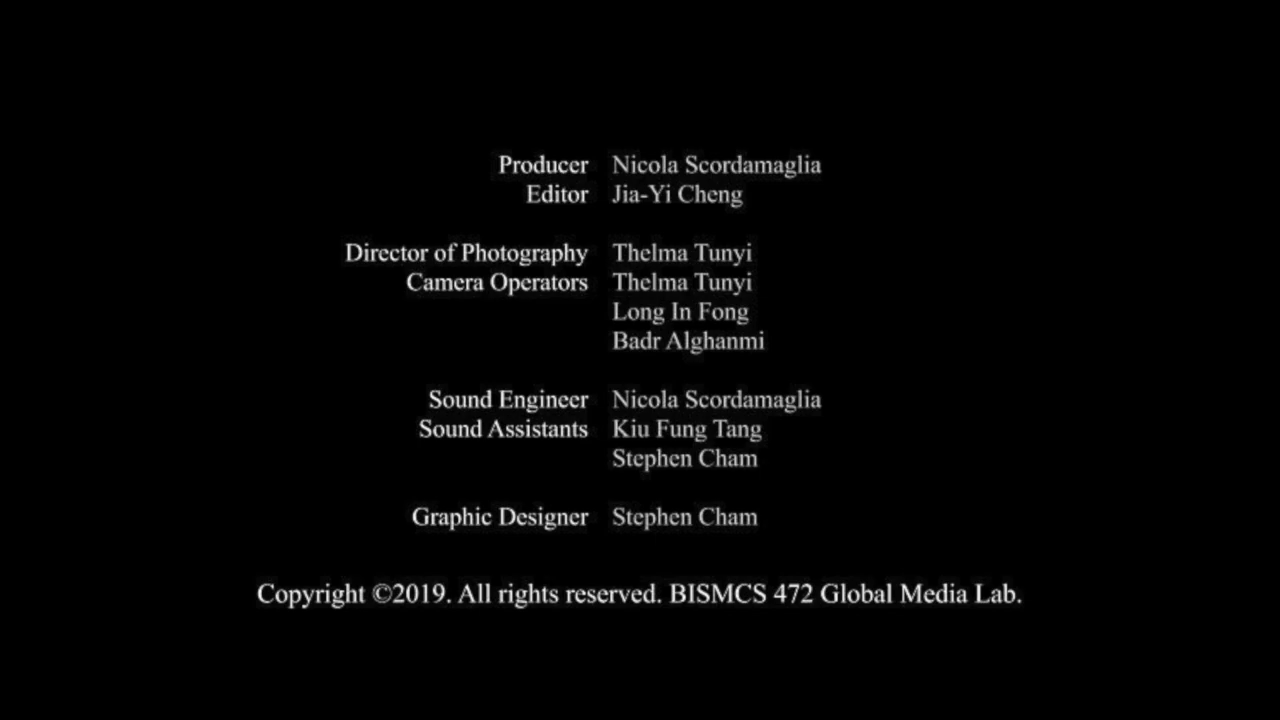 Producer Nicola Scordamaglia
Editor Jia-Yi Cheng
Director of Photography Thelma Tunyi
Camera Operators Thelma Tunyi
Long In Fong
Badr Alghanmi
Sound Engineer Nicola Scordamaglia
Sound Assistants Kiu Fung Tang
Stephen Cham
Graphic Designer Stephen Cham
Copyright ©2019. All rights reserved. BISMCS 472 Global Media Lab.